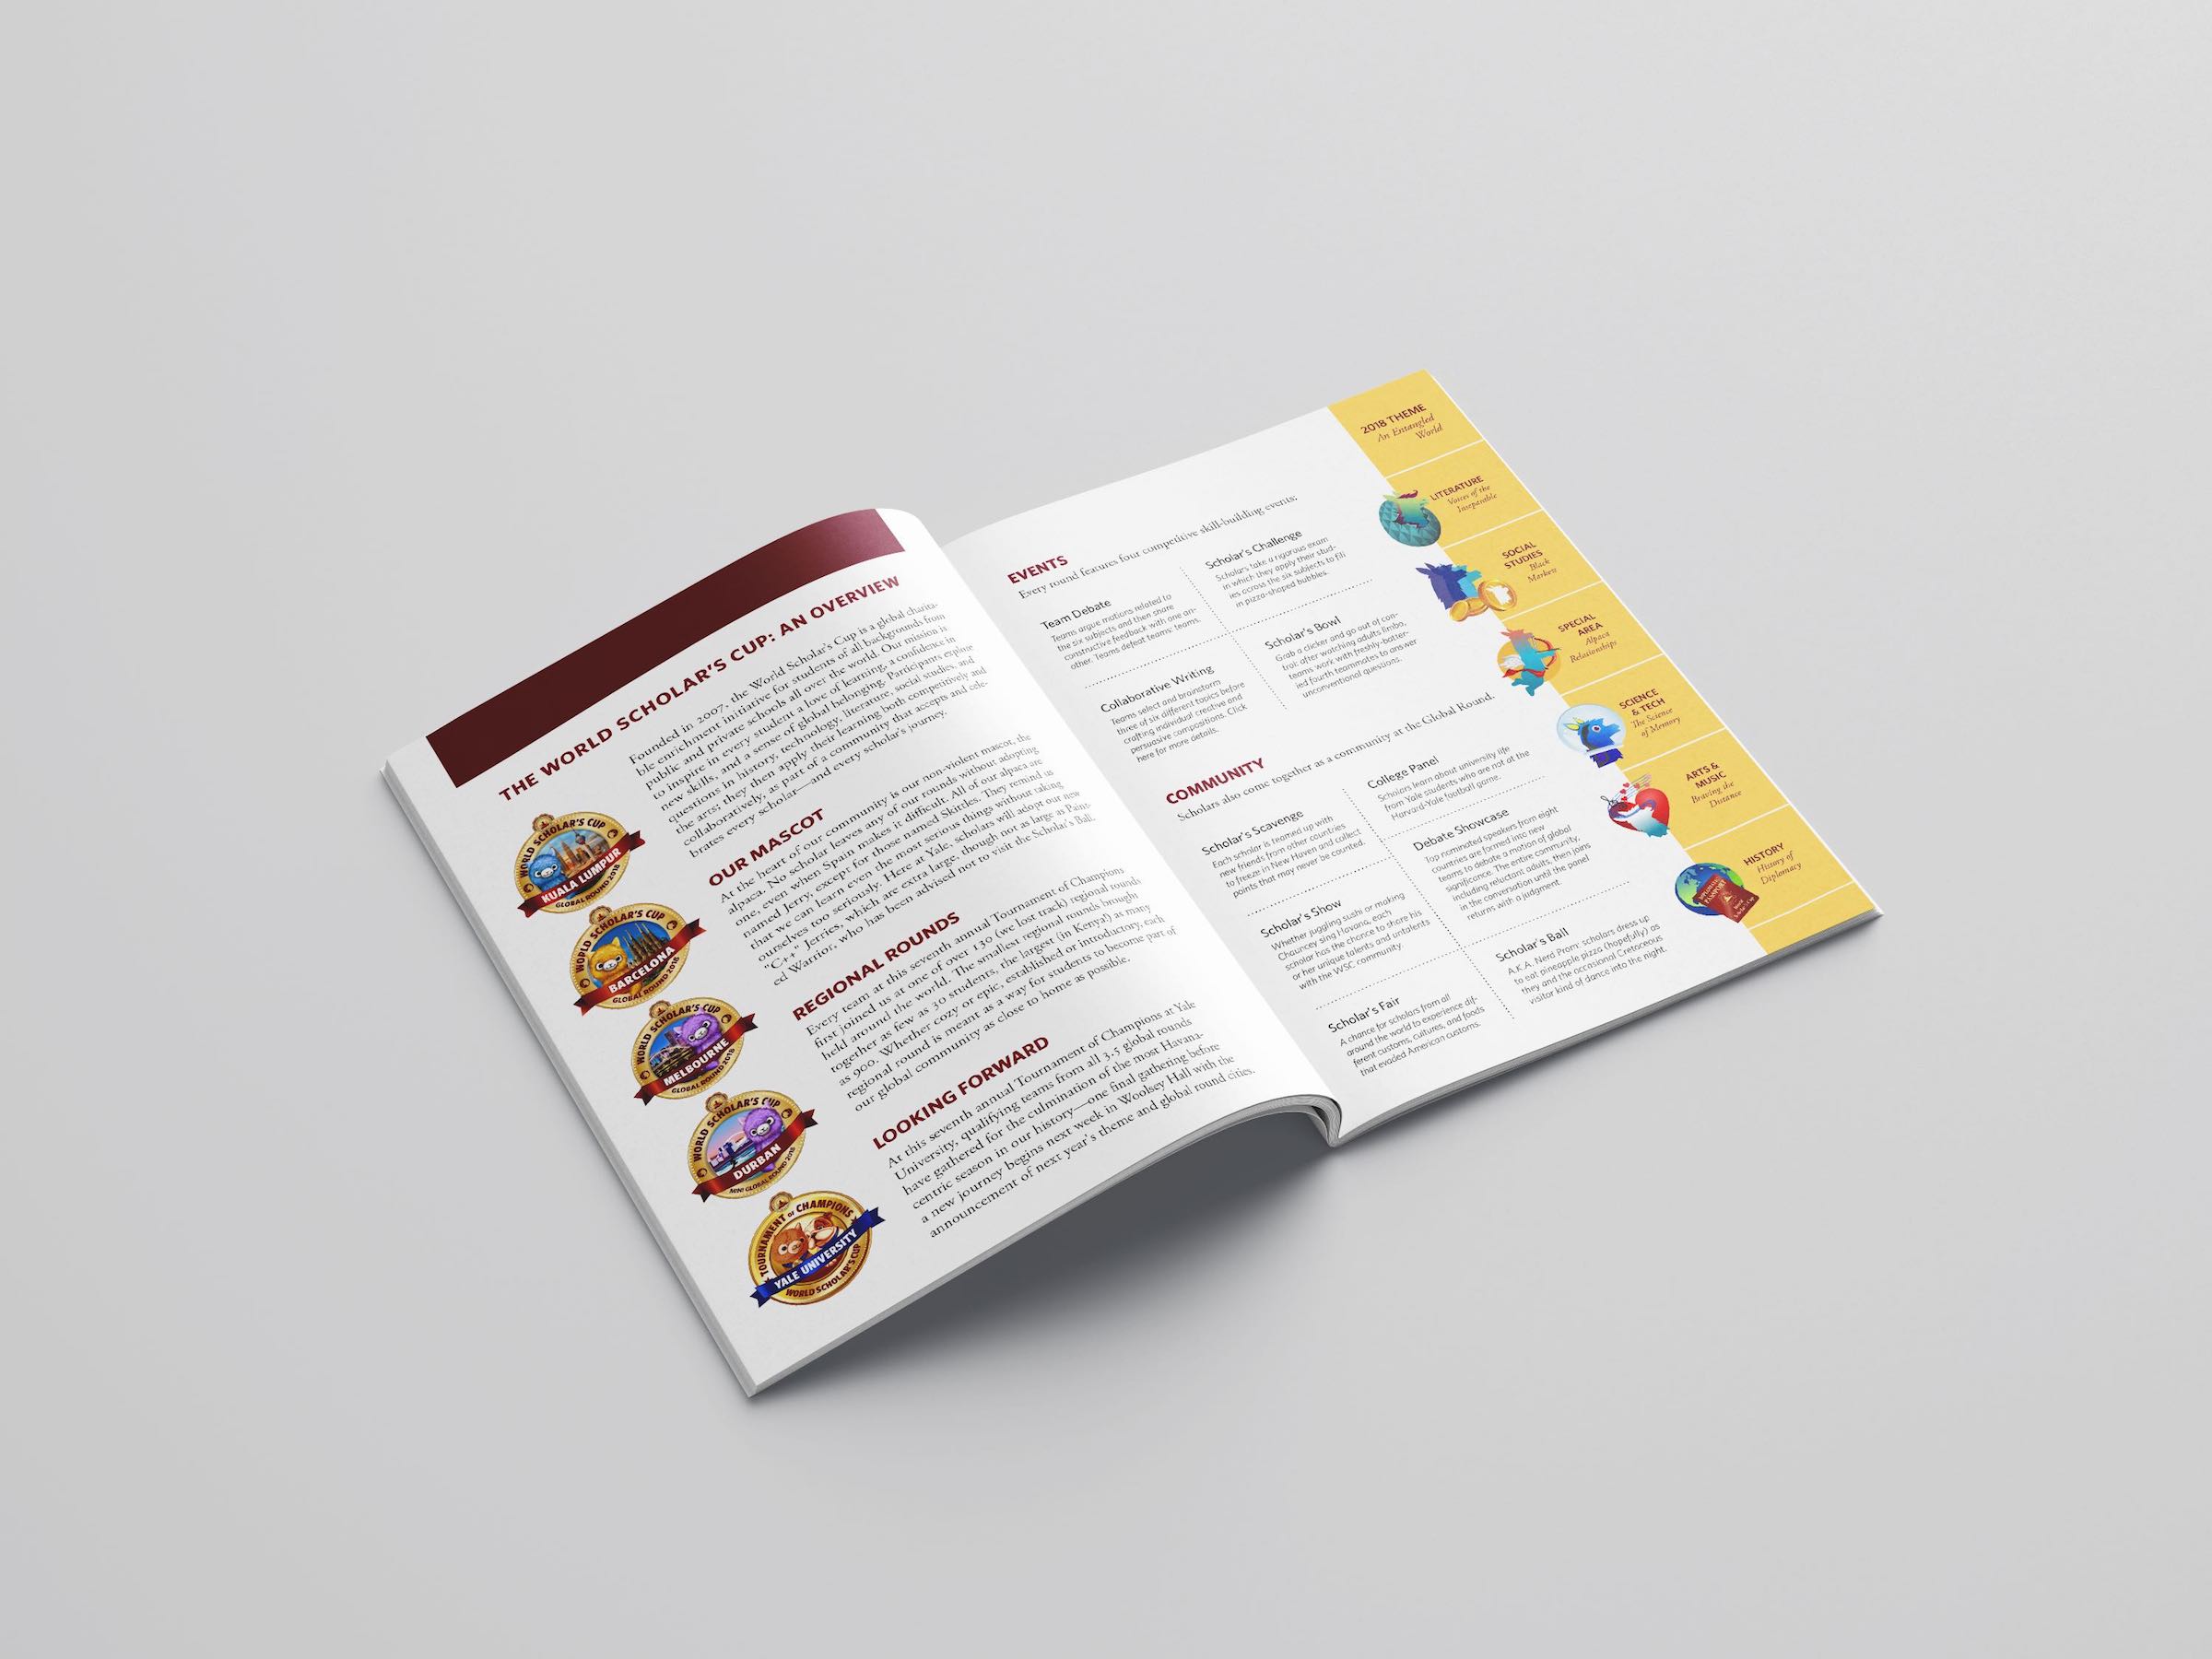 THE WORLD SCHOLAR'S CUP: AN OVERVIEW
Founded in 2007, the World Scholar's Cup is a global charita-
ble enrichment initiative for students of all backgrounds from
public and private schools all over the world. Our mission is
to inspire in every student a love of learning, a confidence in
new skills, and a sense of global belonging. Participants explore
questions in history, technology, literature, social studies, and
the arts; they then apply their learning both competitively and
collaboratively, as part of a community that accepts and cele-
brates every scholar—and every scholar's journey.
OUR MASCOT
At the heart of our community is our non-violent mascot, the
alpaca. No scholar leaves any of our rounds without adopting
one, even when Spain makes it difficult. All of our alpaca are
named Jerry, except for those named Skittles. They remind us
that we can learn even the most serious things without taking
ourselves too seriously. Here at Yale, scholars will adopt our new
"C++" Jerries, which are extra large, though not as large as Pain-
ed Warrior, who has been advised not to visit the Scholar's Ball.
REGIONAL ROUNDS
Every team at this seventh annual Tournament of Champions
first joined us at one of over 130 (we lost track) regional rounds
held around the world. The smallest regional rounds brought
together as few as 30 students, the largest (in Kenya) as many
as 900. Whether cozy or epic, established or introductory, each
regional round is meant as a way for students to become part of
our global community as close to home as possible.
LOOKING FORWARD
At this seventh annual Tournament of Champions at Yale
University, qualifying teams from all 3.5 global rounds
have gathered for the culmination of the most Havana-
centric season in our history—one final gathering before
a new journey begins next week in Woolsey Hall with the
announcement of next year's theme and global round cities.
WORLD SCHOLAR'S CUP
KUALA LUMPUR
GLOBAL ROUND 2018
WORLD SCHOLAR'S CUP
BARCELONA
GLOBAL ROUND 2018
WORLD SCHOLAR'S CUP
MELBOURNE
GLOBAL ROUND 2018
WORLD SCHOLAR'S CUP
DURBAN
MINI GLOBAL ROUND 2018
TOURNAMENT of CHAMPIONS
YALE UNIVERSITY
WORLD SCHOLAR'S CUP
EVENTS
Every round features four competitive skill-building events:
Team Debate
Teams argue motions related to
the six subjects and then share
constructive feedback with one an-
other. Teams defeat teams: teams.
Scholar's Challenge
Scholars take a rigorous exam
in which they apply their stud-
ies across the six subjects to fill
in pizza-shaped bubbles.
Collaborative Writing
Teams select and brainstorm
three of six different topics before
crafting individual creative and
persuasive compositions. Click
here for more details.
Scholar's Bowl
Grab a clicker and go out of con-
trol: after watching adults limbo,
teams work with freshly-batter-
ied fourth teammates to answer
unconventional questions.
COMMUNITY
Scholars also come together as a community at the Global Round.
Scholar's Scavenge
Each scholar is teamed up with
new friends from other countries
to freeze in New Haven and collect
points that may never be counted.
College Panel
Scholars learn about university life
from Yale students who are not at the
Harvard-Yale football game.
Scholar's Show
Whether juggling sushi or making
Chauncey sing Havana, each
scholar has the chance to share his
or her unique talents and untalents
with the WSC community.
Debate Showcase
Top nominated speakers from eight
countries are formed into new
teams to debate a motion of global
significance. The entire community,
including reluctant adults, then joins
in the conversation until the panel
returns with a judgment.
Scholar's Fair
A chance for scholars from all
around the world to experience dif-
ferent customs, cultures, and foods
that evaded American customs.
Scholar's Ball
A.K.A. Nerd Prom: scholars dress up
to eat pineapple pizza (hopefully) as
they and the occasional Cretaceous
visitor kind of dance into the night.
2018 THEME
An Entangled
World
LITERATURE
Voices of the
Inseparable
SOCIAL
STUDIES
Black
Markets
SPECIAL
AREA
Alpaca
Relationships
SCIENCE
& TECH
The Science
of Memory
ARTS &
MUSIC
Braving the
Distance
HISTORY
History of
Diplomacy